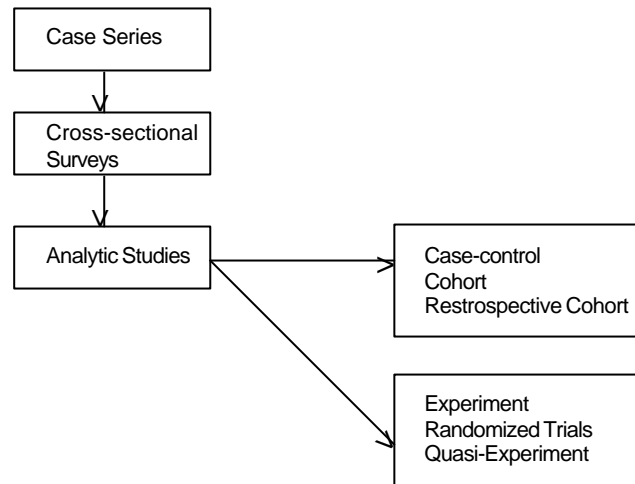 Case Series
Cross-sectional
Surveys
Analytic Studies
Case-control
Cohort
Restrospective Cohort
Experiment
Randomized Trials
Quasi-Experiment